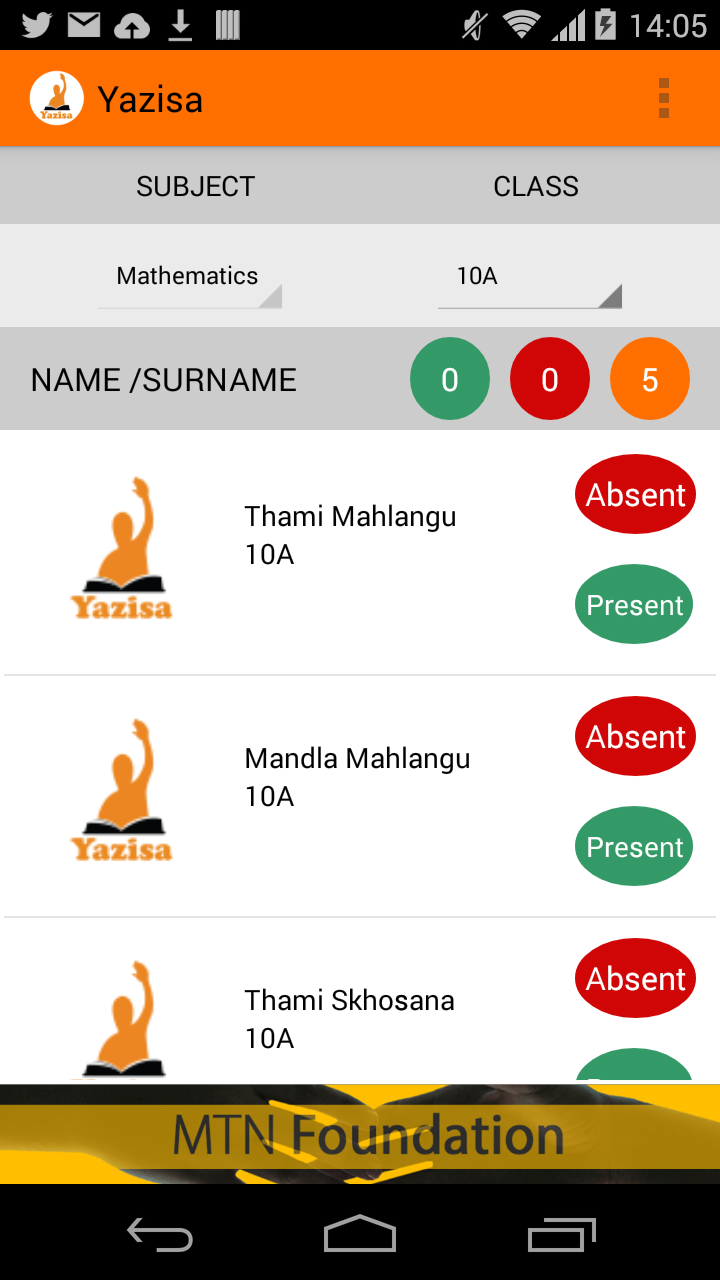 14:05
Yazisa
Yazisa
SUBJECT CLASS
Mathematics 10A
NAME /SURNAME 0 0 5
Absent
Thami Mahlangu
10A
Yazisa
Present
Absent
Mandla Mahlangu
10A
Yazisa
Present
Absent
Thami Skhosana
10A
MTN Foundation